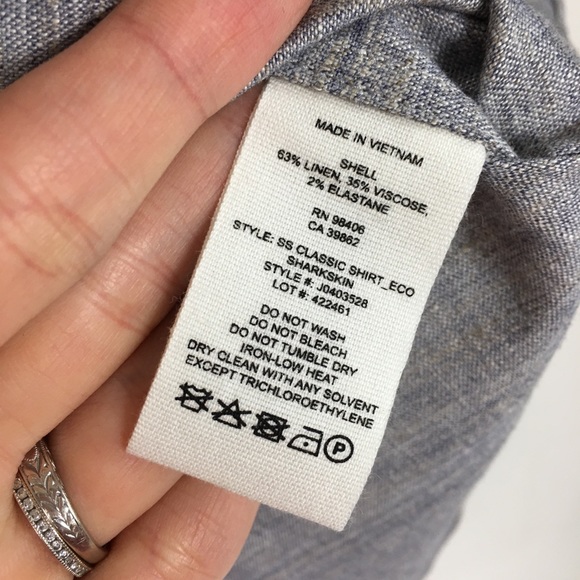 MADE IN VIETNAM
SHELL
63% LINEN, 35% VISCOSE,
2% ELASTANE
RN 98406
CA 39862
STYLE: SS CLASSIC SHIRT_ECO
SHARKSKIN
STYLE #: J0403528
LOT #: 422461
DO NOT WASH
DO NOT BLEACH
DO NOT TUMBLE DRY
IRON-LOW HEAT
DRY CLEAN WITH ANY SOLVENT
EXCEPT TRICHLOROETHYLENE
P